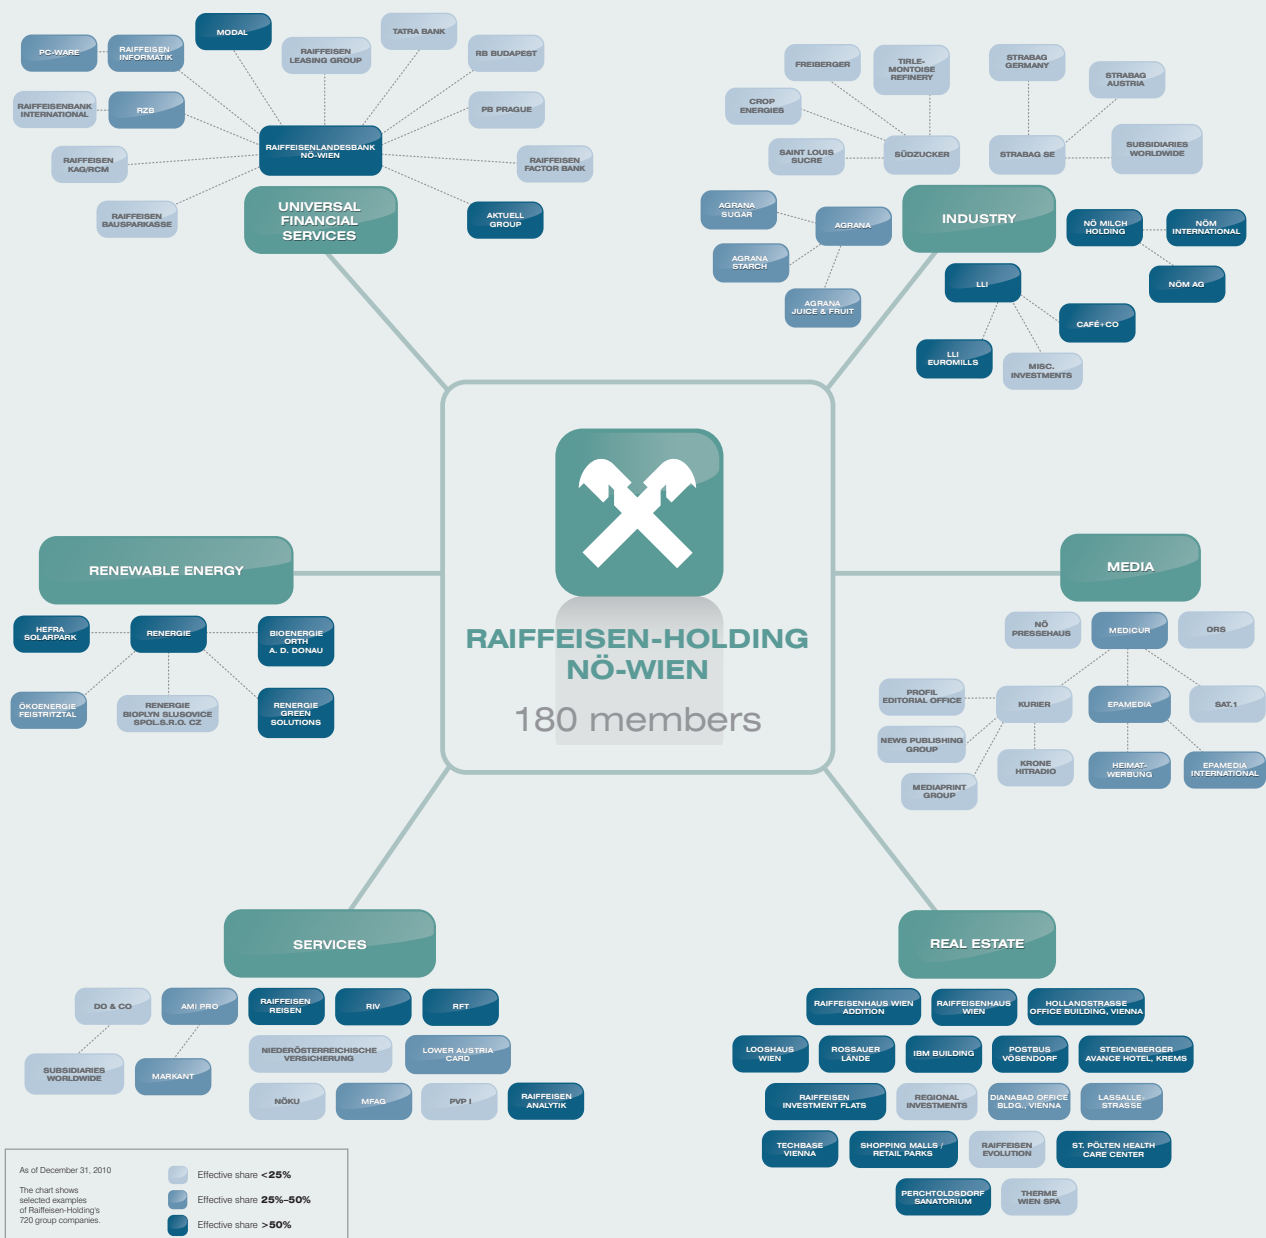 MODAL
TATRA BANK
PC-WARE
RAIFFEISEN
INFORMATIK
RAIFFEISEN
LEASING GROUP
RB BUDAPEST
RAIFFEISENBANK
INTERNATIONAL
RZB
PB PRAGUE
RAIFFEISENLANDESBANK
NÖ-WIEN
RAIFFEISEN
KAG/RCM
RAIFFEISEN
FACTOR BANK
RAIFFEISEN
BAUSPARKASSE
AKTUELL
GROUP
UNIVERSAL
FINANCIAL
SERVICES
FREIBERGER
TIRLE-
MONTOISE
REFINERY
STRABAG
GERMANY
STRABAG
AUSTRIA
CROP
ENERGIES
SAINT LOUIS
SUCRE
SÜDZUCKER
STRABAG SE
SUBSIDIARIES
WORLDWIDE
AGRANA
SUGAR
AGRANA
INDUSTRY
NÖ MILCH
HOLDING
NÖM
INTERNATIONAL
AGRANA
STARCH
AGRANA
JUICE & FRUIT
LLI
NÖM AG
CAFÉ+CO
LLI
EUROMILLS
MISC.
INVESTMENTS
RAIFFEISEN-HOLDING
NÖ-WIEN
180 members
RENEWABLE ENERGY
HEFRA
SOLARPARK
RENERGIE
BIOENERGIE
ORTH
A. D. DONAU
ÖKOENERGIE
FEISTRITZTAL
RENERGIE
BIOPLYN SLUSOVICE
SPOL.S.R.O. CZ
RENERGIE
GREEN
SOLUTIONS
MEDIA
NÖ
PRESSEHAUS
MEDICUR
ORS
PROFIL
EDITORIAL OFFICE
KURIER
EPAMEDIA
SAT.1
NEWS PUBLISHING
GROUP
KRONE
HITRADIO
HEIMAT-
WERBUNG
EPAMEDIA
INTERNATIONAL
MEDIAPRINT
GROUP
SERVICES
DO & CO
AMI PRO
RAIFFEISEN
REISEN
RIV
RFT
SUBSIDIARIES
WORLDWIDE
MARKANT
NIEDERÖSTERREICHISCHE
VERSICHERUNG
LOWER AUSTRIA
CARD
NÖKU
MFAG
PVP I
RAIFFEISEN
ANALYTIK
REAL ESTATE
RAIFFEISENHAUS WIEN
ADDITION
RAIFFEISENHAUS
WIEN
HOLLANDSTRASSE
OFFICE BUILDING, VIENNA
LOOSHAUS
WIEN
ROSSAUER
LÄNDE
IBM BUILDING
POSTBUS
VÖSENDORF
STEIGENBERGER
AVANCE HOTEL, KREMS
RAIFFEISEN
INVESTMENT FLATS
REGIONAL
INVESTMENTS
DIANABAD OFFICE
BLDG., VIENNA
LASSALLE-
STRASSE
TECHBASE
VIENNA
SHOPPING MALLS /
RETAIL PARKS
RAIFFEISEN
EVOLUTION
ST. PÖLTEN HEALTH
CARE CENTER
PERCHTOLDSDORF
SANATORIUM
THERME
WIEN SPA
As of December 31, 2010
The chart shows
selected examples
of Raiffeisen-Holding's
720 group companies.
Effective share <25%
Effective share 25%–50%
Effective share >50%